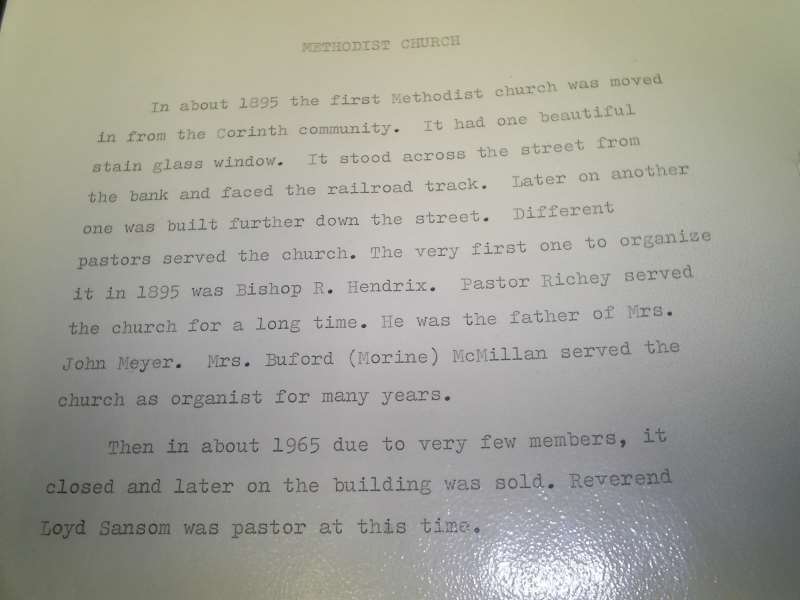 METHODIST CHURCH
In about 1895 the first Methodist church was moved
in from the Corinth community. It had one beautiful
stain glass window. It stood across the street from
the bank and faced the railroad track. Later on another
one was built further down the street. Different
pastors served the church. The very first one to organize
it in 1895 was Bishop R. Hendrix. Pastor Richey served
the church for a long time. He was the father of Mrs.
John Meyer. Mrs. Buford (Morine) McMillan served the
church as organist for many years.
Then in about 1965 due to very few members, it
closed and later on the building was sold. Reverend
Loyd Sansom was pastor at this time.